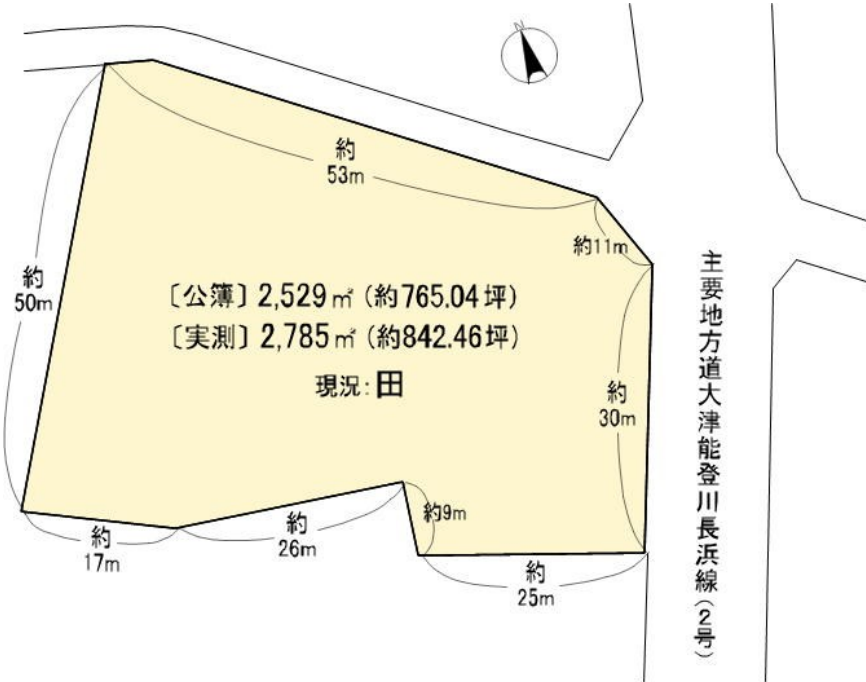 N
約
53m
約11m
約
50m
〔公簿〕2,529㎡(約765.04坪)
〔実測〕2,785㎡(約842.46坪)
現況:田
約
30m
約9m
約
17m
約
26m
約
25m
主要地方道大津能登川長浜線(2号)